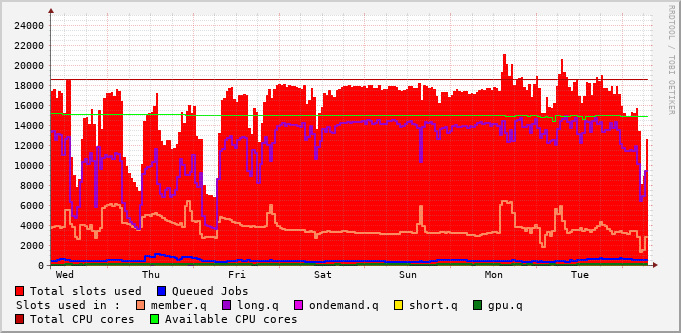 24000
22000
20000
18000
16000
14000
12000
10000
8000
6000
4000
2000
0
Wed Thu Fri Sat Sun Mon Tue
RRDTOOL / TOBI OETIKER
Total slots used Queued Jobs
Slots used in : member.q long.q ondemand.q short.q gpu.q
Total CPU cores Available CPU cores